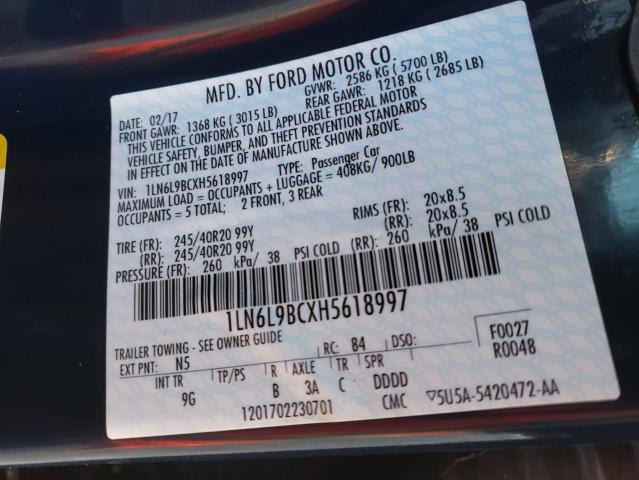 MFD. BY FORD MOTOR CO.
DATE: 02/17 GVWR: 2586 KG ( 5700 LB)
FRONT GAWR: 1368 KG ( 3015 LB) REAR GAWR: 1218 KG ( 2685 LB)
THIS VEHICLE CONFORMS TO ALL APPLICABLE FEDERAL MOTOR
VEHICLE SAFETY, BUMPER, AND THEFT PREVENTION STANDARDS
IN EFFECT ON THE DATE OF MANUFACTURE SHOWN ABOVE.
VIN: 1LN6L9BCXH5618997 TYPE: Passenger Car
MAXIMUM LOAD = OCCUPANTS + LUGGAGE = 408KG/ 900LB
OCCUPANTS = 5 TOTAL; 2 FRONT, 3 REAR
TIRE (FR): 245/40R20 99Y RIMS (FR): 20x8.5
(RR): 245/40R20 99Y (RR): 20x8.5
PRESSURE (FR): 260 kPa/ 38 PSI COLD (RR): 260 kPa/ 38 PSI COLD
1LN6L9BCXH5618997
TRAILER TOWING - SEE OWNER GUIDE F0027
EXT PNT: N5 RC: 84 DSO: R0048
INT TR TP/PS R AXLE TR SPR
9G B 3A C DDDD
1201702230701 CMC ▽5U5A-5420472-AA